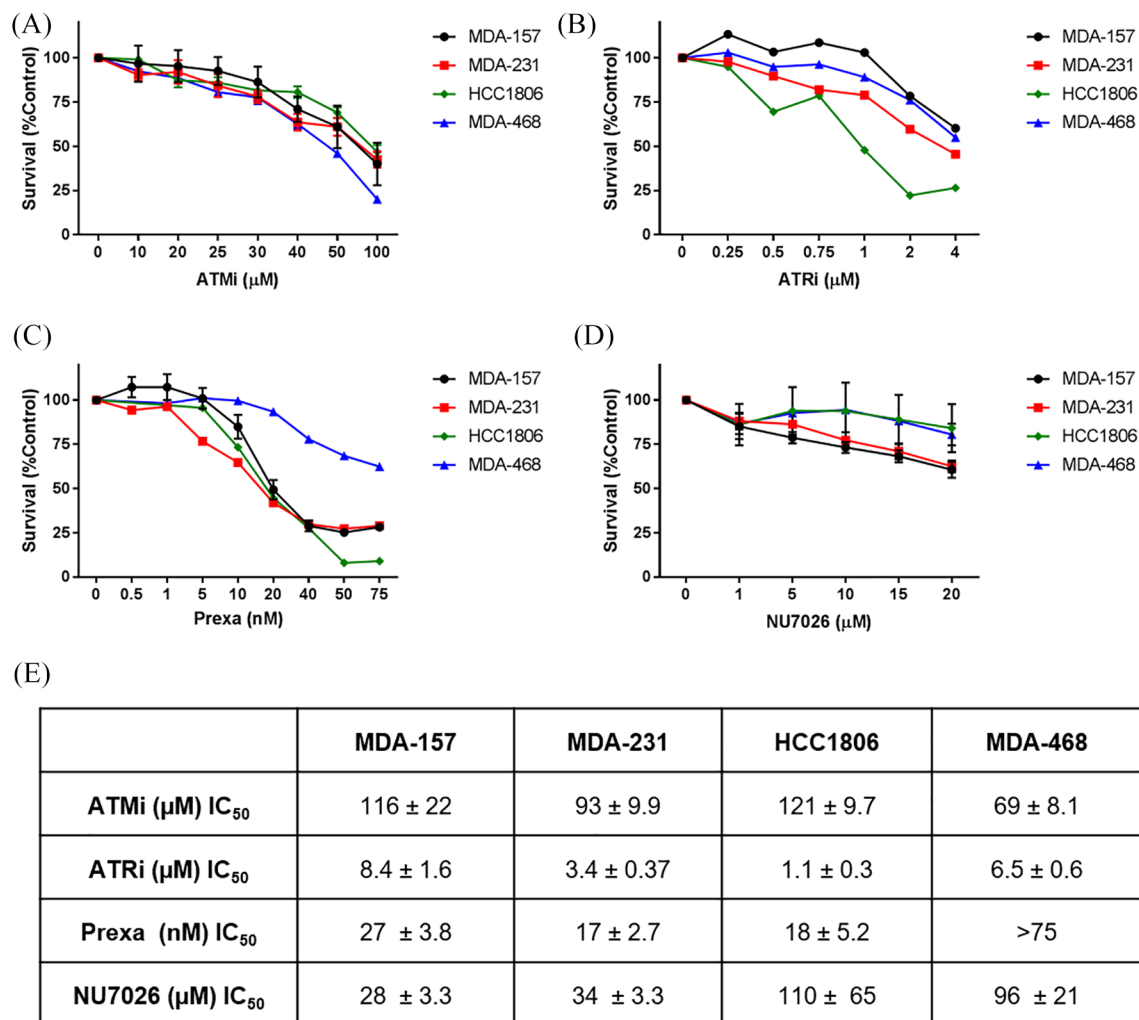 (A)
Survival (%Control)
100
75
50
25
0
0 10 20 25 30 40 50 100
ATMi (μM)
MDA-157
MDA-231
HCC1806
MDA-468
(B)
Survival (%Control)
100
75
50
25
0
0 0.25 0.5 0.75 1 2 4
ATRi (μM)
MDA-157
MDA-231
HCC1806
MDA-468
(C)
Survival (%Control)
100
75
50
25
0
0 0.5 1 5 10 20 40 50 75
Prexa (nM)
MDA-157
MDA-231
HCC1806
MDA-468
(D)
Survival (%Control)
100
75
50
25
0
0 1 5 10 15 20
NU7026 (μM)
MDA-157
MDA-231
HCC1806
MDA-468
(E)
MDA-157 MDA-231 HCC1806 MDA-468
ATMi (μM) IC50 116 ± 22 93 ± 9.9 121 ± 9.7 69 ± 8.1
ATRi (μM) IC50 8.4 ± 1.6 3.4 ± 0.37 1.1 ± 0.3 6.5 ± 0.6
Prexa (nM) IC50 27 ± 3.8 17 ± 2.7 18 ± 5.2 >75
NU7026 (μM) IC50 28 ± 3.3 34 ± 3.3 110 ± 65 96 ± 21